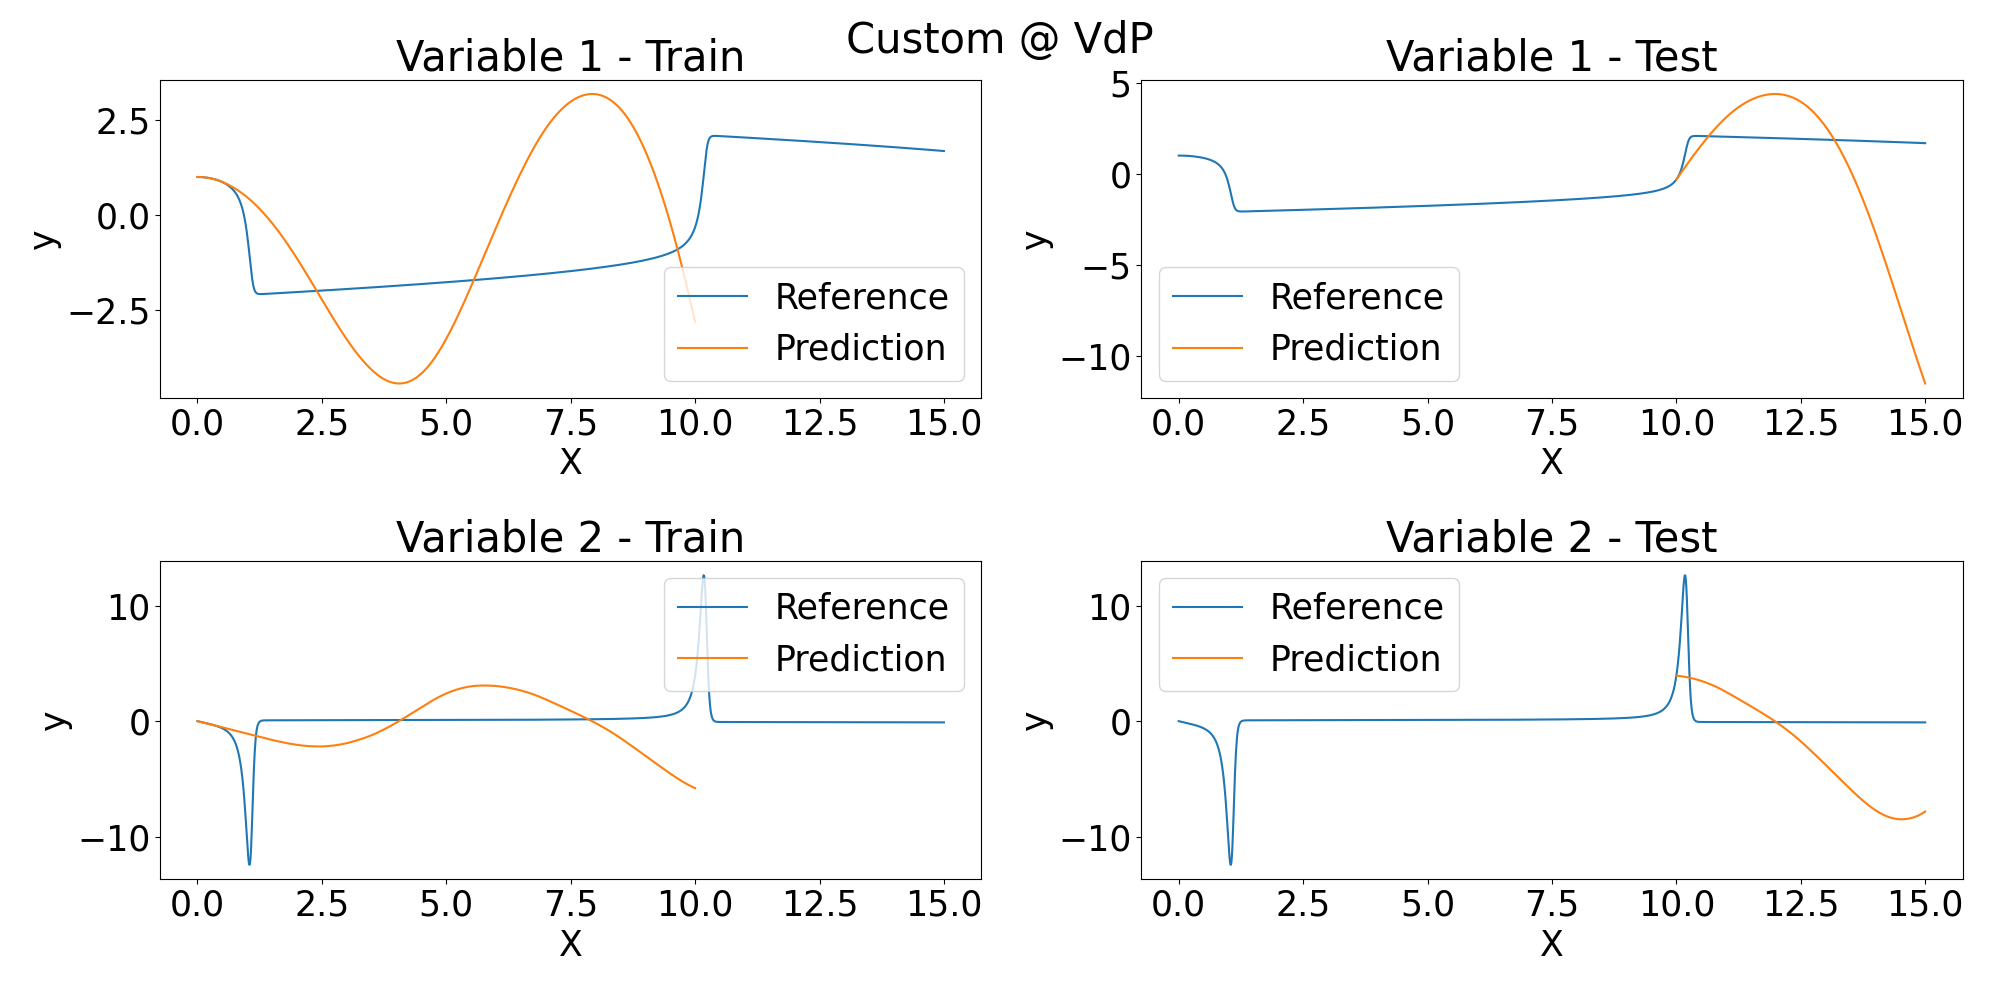 Custom @ VdP
Variable 1 - Train
2.5
0.0
−2.5
y
Reference
Prediction
0.0 2.5 5.0 7.5 10.0 12.5 15.0
X
Variable 1 - Test
5
0
−5
−10
y
Reference
Prediction
0.0 2.5 5.0 7.5 10.0 12.5 15.0
X
Variable 2 - Train
10
0
−10
y
Reference
Prediction
0.0 2.5 5.0 7.5 10.0 12.5 15.0
X
Variable 2 - Test
10
0
−10
y
Reference
Prediction
0.0 2.5 5.0 7.5 10.0 12.5 15.0
X